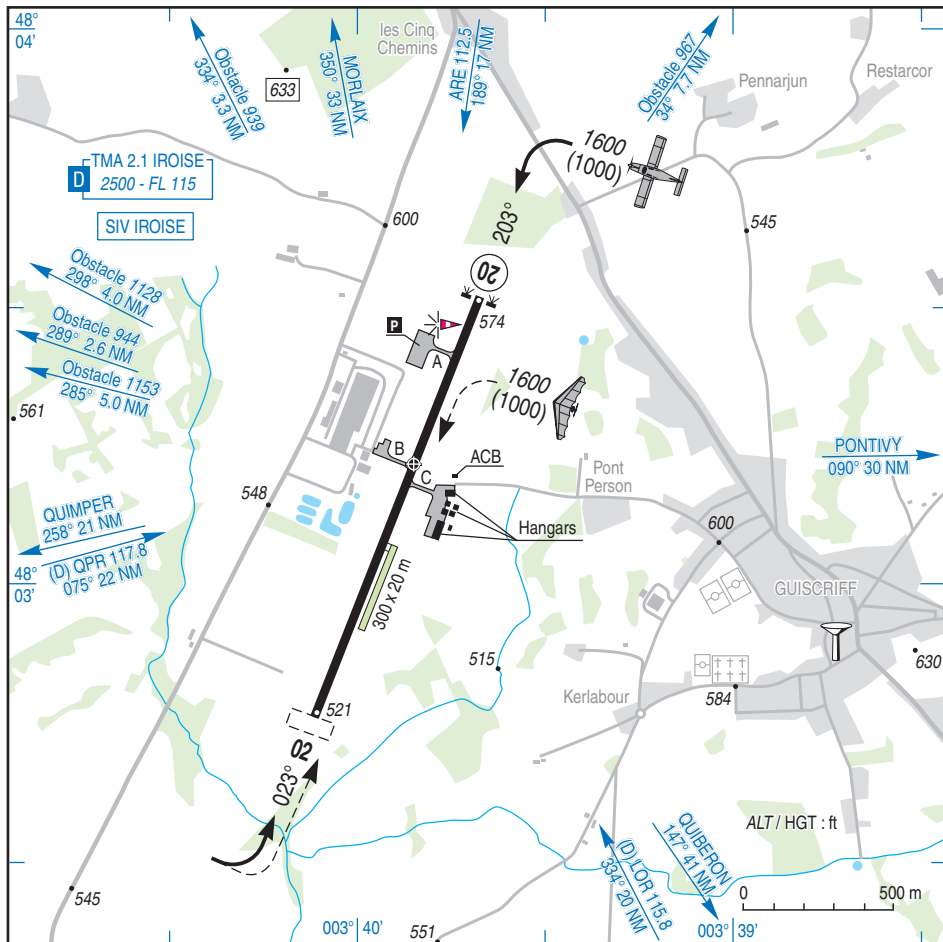 48°
04'
les Cinq
Chemins
Obstacle 939
334° 3.3 NM
633
MORLAIX
350° 33 NM
ARE 112.5
189° 17 NM
Obstacle 967
34° 7.7 NM
Pennarjun
Restarcor
1600
(1000)
D
TMA 2.1 IROISE
2500 - FL 115
SIV IROISE
600
203°
545
20
574
Obstacle 1128
298° 4.0 NM
Obstacle 944
289° 2.6 NM
Obstacle 1153
285° 5.0 NM
P
A
1600
(1000)
561
B
C
ACB
Pont
Person
PONTIVY
090° 30 NM
548
Hangars
600
QUIMPER
258° 21 NM
(D) QPR 117.8
075° 22 NM
48°
03'
300 x 20 m
GUISCRIFF
515
630
Kerlabour
584
521
02
023°
ALT / HGT : ft
(D) LOR 115.8
334° 20 NM
QUIBERON
147° 41 NM
0
500 m
545
003° 40'
551
003° 39'